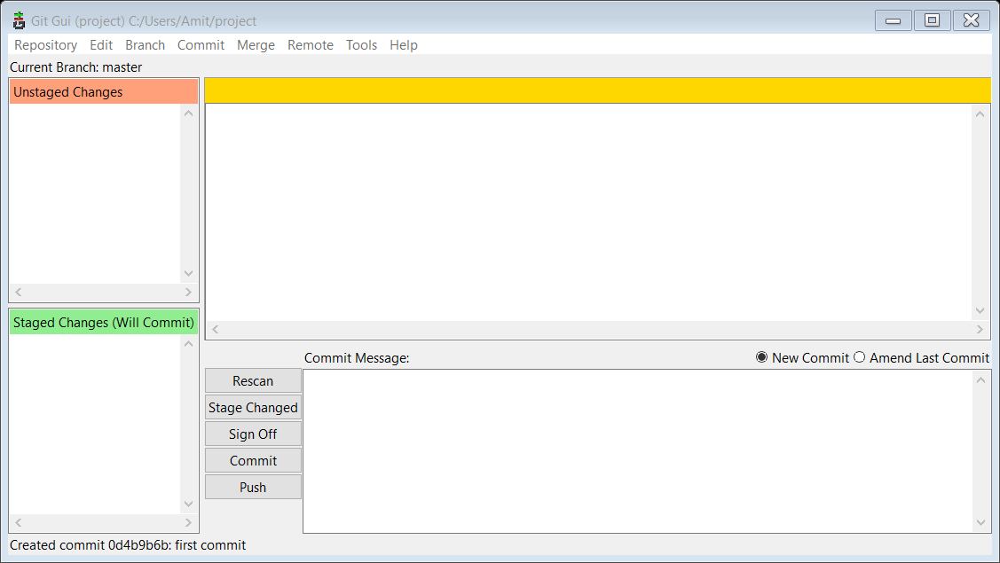 Git Gui (project) C:/Users/Amit/project
Repository Edit Branch Commit Merge Remote Tools Help
Current Branch: master
Unstaged Changes
Staged Changes (Will Commit)
Commit Message:
New Commit Amend Last Commit
Rescan
Stage Changed
Sign Off
Commit
Push
Created commit 0d4b9b6b: first commit